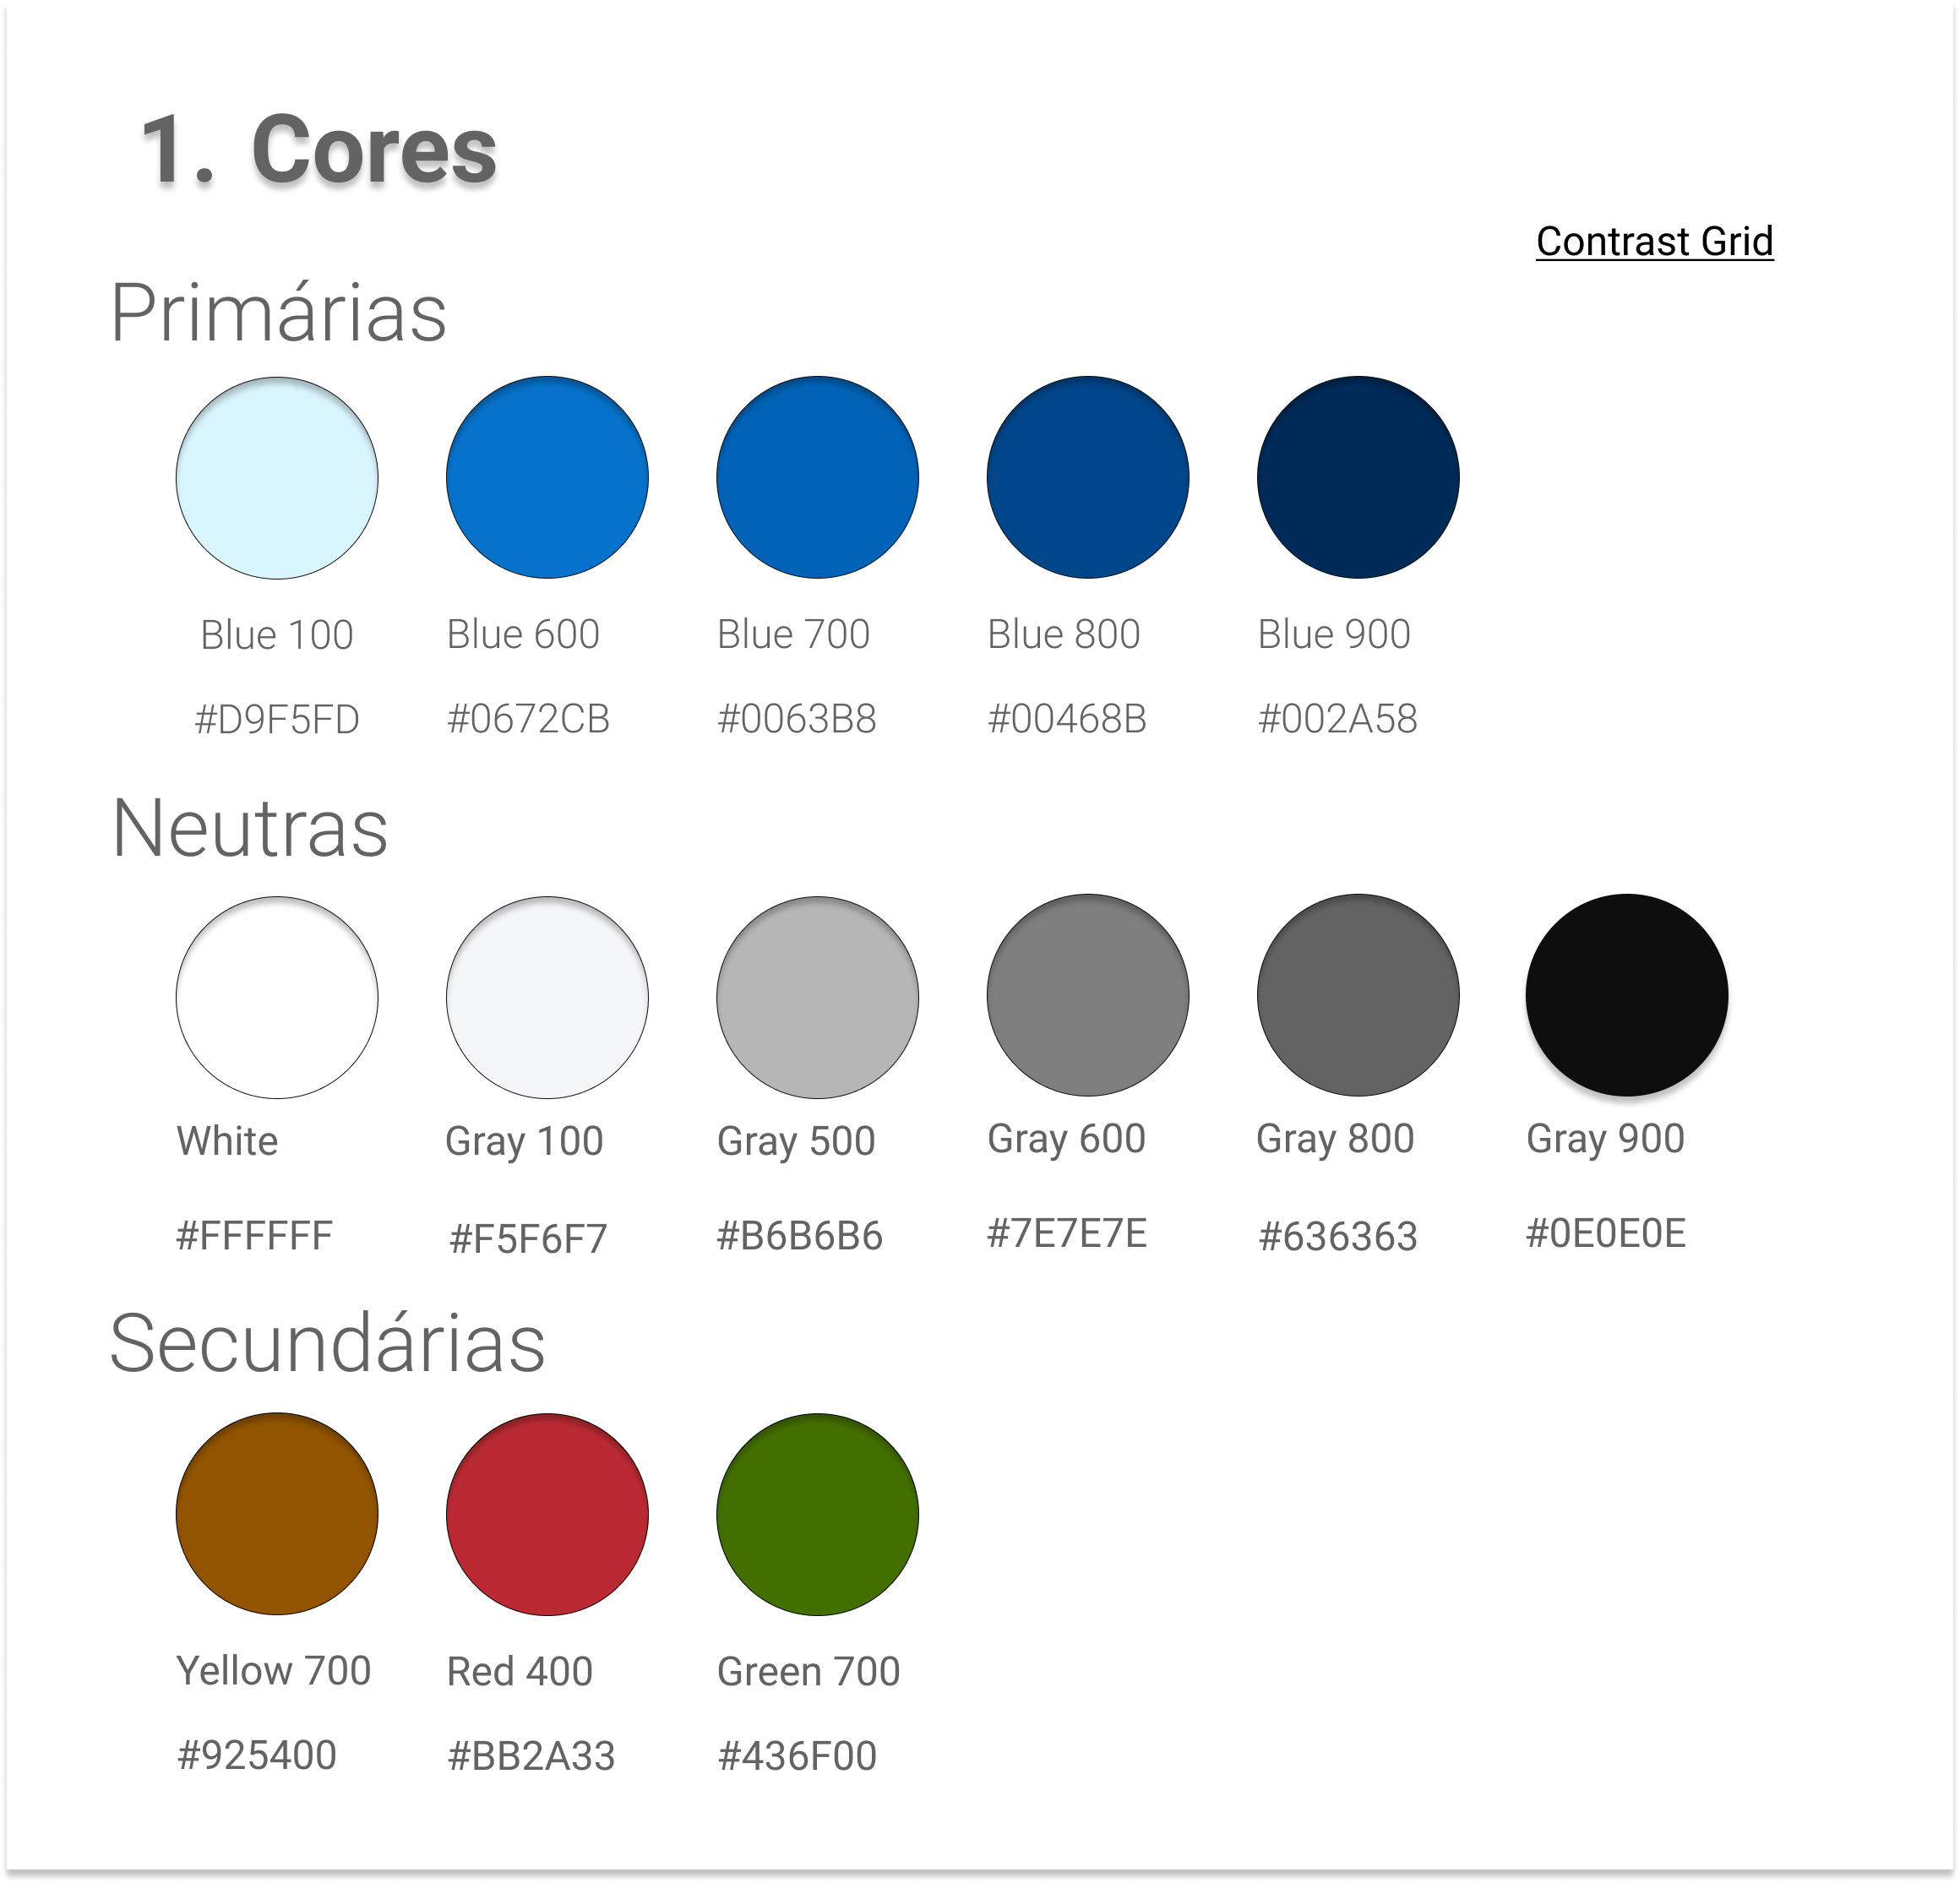 1. Cores
Contrast Grid
Primárias
Blue 100 Blue 600 Blue 700 Blue 800 Blue 900
#D9F5FD #0672CB #0063B8 #00468B #002A58
Neutras
White Gray 100 Gray 500 Gray 600 Gray 800 Gray 900
#FFFFFF #F5F6F7 #B6B6B6 #7E7E7E #636363 #0E0E0E
Secundárias
Yellow 700 Red 400 Green 700
#925400 #BB2A33 #436F00